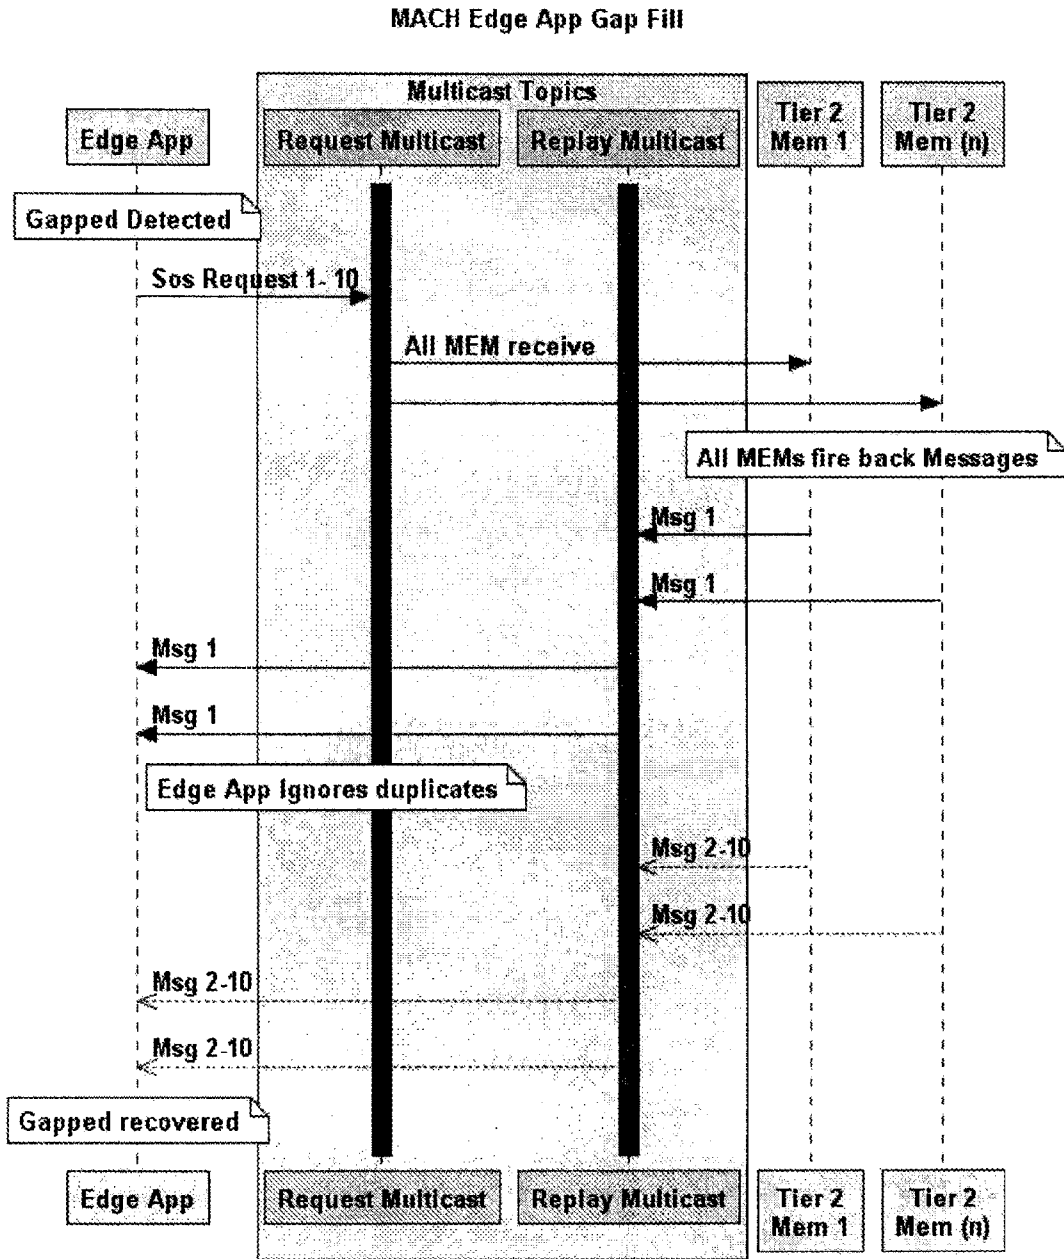 MACH Edge App Gap Fill
Multicast Topics
Edge App
Request Multicast
Replay Multicast
Tier 2
Mem 1
Tier 2
Mem (n)
Gapped Detected
Sos Request 1- 10
All MEM receive
All MEMs fire back Messages
Msg 1
Msg 1
Msg 1
Msg 1
Edge App Ignores duplicates
Msg 2-10
Msg 2-10
Msg 2-10
Msg 2-10
Gapped recovered
Edge App
Request Multicast
Replay Multicast
Tier 2
Mem 1
Tier 2
Mem (n)